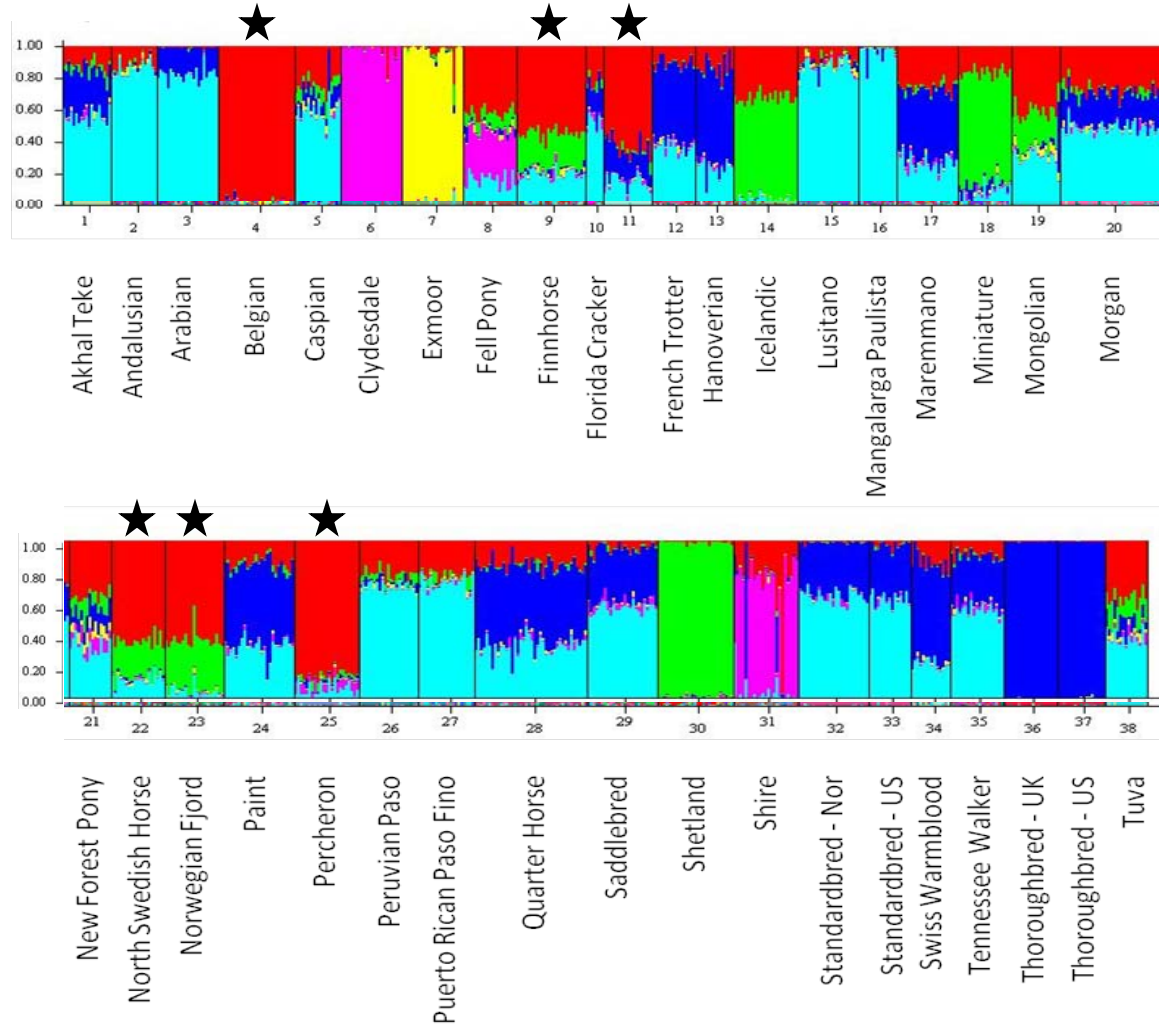 1.00
0.80
0.60
0.40
0.20
0.00
1 2 3 4 5 6 7 8 9 10 11 12 13 14 15 16 17 18 19 20
Akhal Teke
Andalusian
Arabian
Belgian
Caspian
Clydesdale
Exmoor
Fell Pony
Finnhorse
Florida Cracker
French Trotter
Hanoverian
Icelandic
Lusitano
Mangalarga Paulista
Maremmano
Miniature
Mongolian
Morgan
1.00
0.80
0.60
0.40
0.20
0.00
21 22 23 24 25 26 27 28 29 30 31 32 33 34 35 36 37 38
New Forest Pony
North Swedish Horse
Norwegian Fjord
Paint
Percheron
Peruvian Paso
Puerto Rican Paso Fino
Quarter Horse
Saddlebred
Shetland
Shire
Standardbred - Nor
Standardbred - US
Swiss Warmblood
Tennessee Walker
Thoroughbred - UK
Thoroughbred - US
Tuva